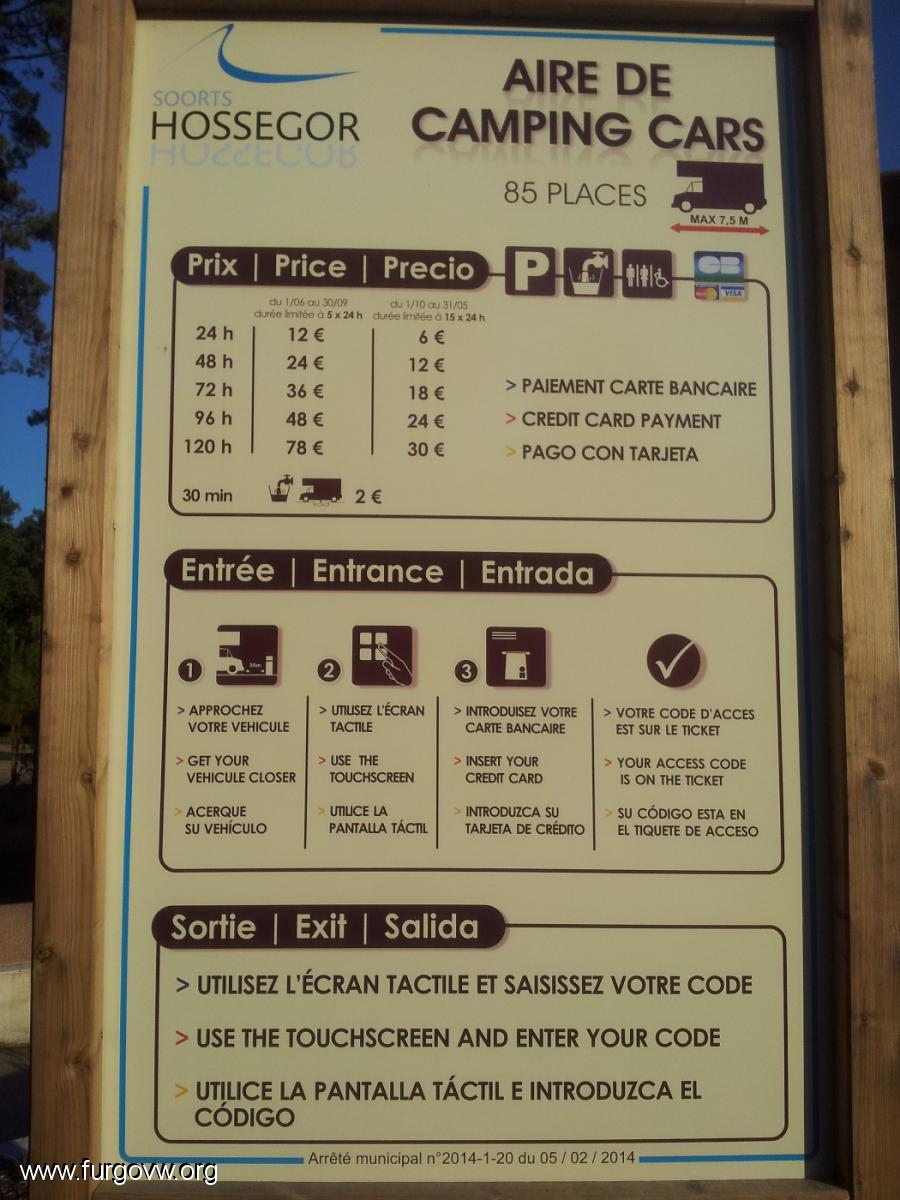 SOORTS
HOSSEGOR
AIRE DE
CAMPING CARS
85 PLACES
MAX 7,5 M
Prix | Price | Precio
P
CB
VISA
du 1/06 au 30/09
durée limitée à 5 x 24 h
du 1/10 au 31/05
durée limitée à 15 x 24 h
24 h 12 € 6 €
48 h 24 € 12 €
72 h 36 € 18 €
96 h 48 € 24 €
120 h 78 € 30 €
> PAIEMENT CARTE BANCAIRE
> CREDIT CARD PAYMENT
> PAGO CON TARJETA
30 min 2 €
Entrée | Entrance | Entrada
1
2
3
> APPROCHEZ
VOTRE VEHICULE
> GET YOUR
VEHICULE CLOSER
> ACERQUE
SU VEHÍCULO
> UTILISEZ L'ÉCRAN
TACTILE
> USE THE
TOUCHSCREEN
> UTILICE LA
PANTALLA TÁCTIL
> INTRODUISEZ VOTRE
CARTE BANCAIRE
> INSERT YOUR
CREDIT CARD
> INTRODUZCA SU
TARJETA DE CRÉDITO
> VOTRE CODE D'ACCES
EST SUR LE TICKET
> YOUR ACCESS CODE
IS ON THE TICKET
> SU CÓDIGO ESTA EN
EL TIQUETE DE ACCESO
Sortie | Exit | Salida
> UTILISEZ L'ÉCRAN TACTILE ET SAISISSEZ VOTRE CODE
> USE THE TOUCHSCREEN AND ENTER YOUR CODE
> UTILICE LA PANTALLA TÁCTIL E INTRODUZCA EL
CÓDIGO
Arrêté municipal n°2014-1-20 du 05 / 02 / 2014
www.furgovw.org